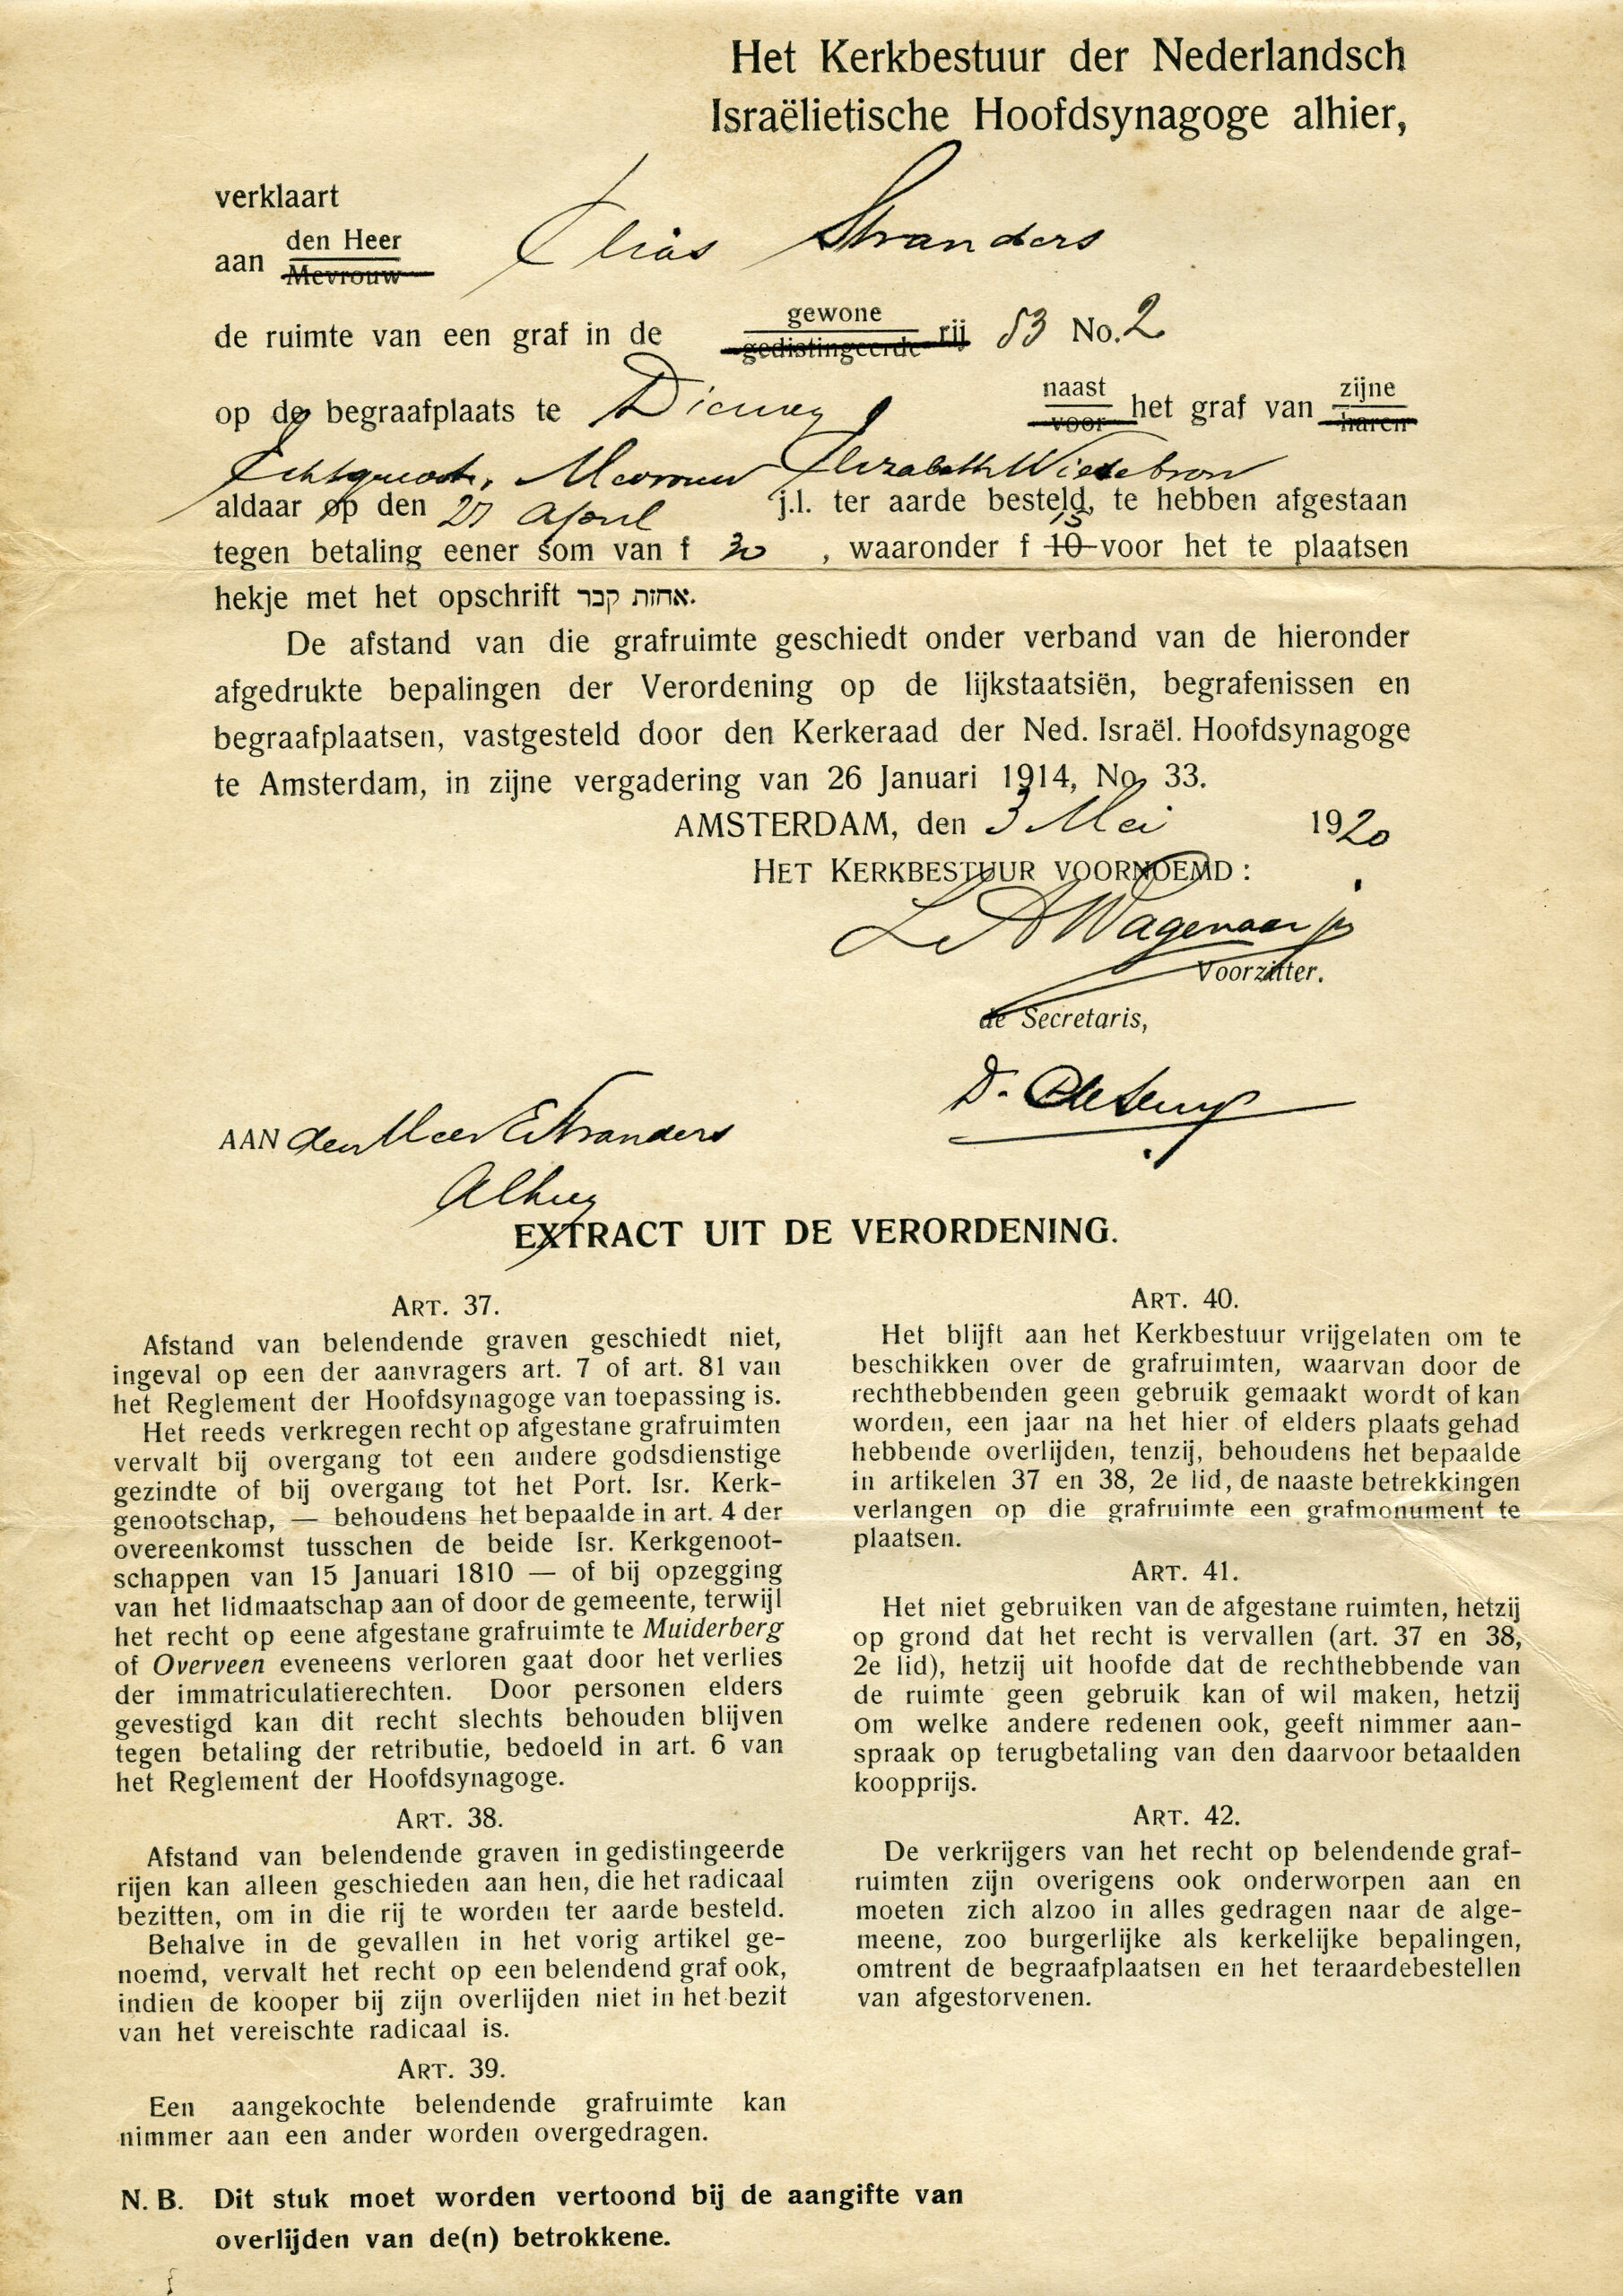 Het Kerkbestuur der Nederlandsch
Israëlietische Hoofdsynagoge alhier,
verklaart
aan den Heer Mevrouw Elias Stranders
de ruimte van een graf in de gewone gedistingeerde rij 53 No. 2
op de begraafplaats te Diemen naast voor het graf van zijne haren
Echtgenoote, Mevrouw Elizabeth Wiedebron
aldaar op den 27 April j.l. ter aarde besteld, te hebben afgestaan
tegen betaling eener som van f 30, waaronder f 10 15 voor het te plaatsen
hekje met het opschrift אחזת קבר.
De afstand van die grafruimte geschiedt onder verband van de hieronder
afgedrukte bepalingen der Verordening op de lijkstaatsiën, begrafenissen en
begraafplaatsen, vastgesteld door den Kerkeraad der Ned. Israël. Hoofdsynagoge
te Amsterdam, in zijne vergadering van 26 Januari 1914, No. 33.
AMSTERDAM, den 3 Mei 1920
HET KERKBESTUUR VOORNOEMD:
L A Wagenaar
Voorzitter.
de Secretaris,
D.
AAN den Heer E Stranders
Alhier
EXTRACT UIT DE VERORDENING.
ART. 37.
Afstand van belendende graven geschiedt niet,
ingeval op een der aanvragers art. 7 of art. 81 van
het Reglement der Hoofdsynagoge van toepassing is.
Het reeds verkregen recht op afgestane grafruimten
vervalt bij overgang tot een andere godsdienstige
gezindte of bij overgang tot het Port. Isr. Kerk-
genootschap, — behoudens het bepaalde in art. 4 der
overeenkomst tusschen de beide Isr. Kerkgenoot-
schappen van 15 Januari 1810 — of bij opzegging
van het lidmaatschap aan of door de gemeente, terwijl
het recht op eene afgestane grafruimte te Muiderberg
of Overveen eveneens verloren gaat door het verlies
der immatriculatierechten. Door personen elders
gevestigd kan dit recht slechts behouden blijven
tegen betaling der retributie, bedoeld in art. 6 van
het Reglement der Hoofdsynagoge.
ART. 38.
Afstand van belendende graven in gedistingeerde
rijen kan alleen geschieden aan hen, die het radicaal
bezitten, om in die rij te worden ter aarde besteld.
Behalve in de gevallen in het vorig artikel ge-
noemd, vervalt het recht op een belendend graf ook,
indien de kooper bij zijn overlijden niet in het bezit
van het vereischte radicaal is.
ART. 39.
Een aangekochte belendende grafruimte kan
nimmer aan een ander worden overgedragen.
ART. 40.
Het blijft aan het Kerkbestuur vrijgelaten om te
beschikken over de grafruimten, waarvan door de
rechthebbenden geen gebruik gemaakt wordt of kan
worden, een jaar na het hier of elders plaats gehad
hebbende overlijden, tenzij, behoudens het bepaalde
in artikelen 37 en 38, 2e lid, de naaste betrekkingen
verlangen op die grafruimte een grafmonument te
plaatsen.
ART. 41.
Het niet gebruiken van de afgestane ruimten, hetzij
op grond dat het recht is vervallen (art. 37 en 38,
2e lid), hetzij uit hoofde dat de rechthebbende van
de ruimte geen gebruik kan of wil maken, hetzij
om welke andere redenen ook, geeft nimmer aan-
spraak op terugbetaling van den daarvoor betaalden
koopprijs.
ART. 42.
De verkrijgers van het recht op belendende graf-
ruimten zijn overigens ook onderworpen aan en
moeten zich alzoo in alles gedragen naar de alge-
meene, zoo burgerlijke als kerkelijke bepalingen,
omtrent de begraafplaatsen en het teraardebestellen
van afgestorvenen.
N. B. Dit stuk moet worden vertoond bij de aangifte van
overlijden van de(n) betrokkene.